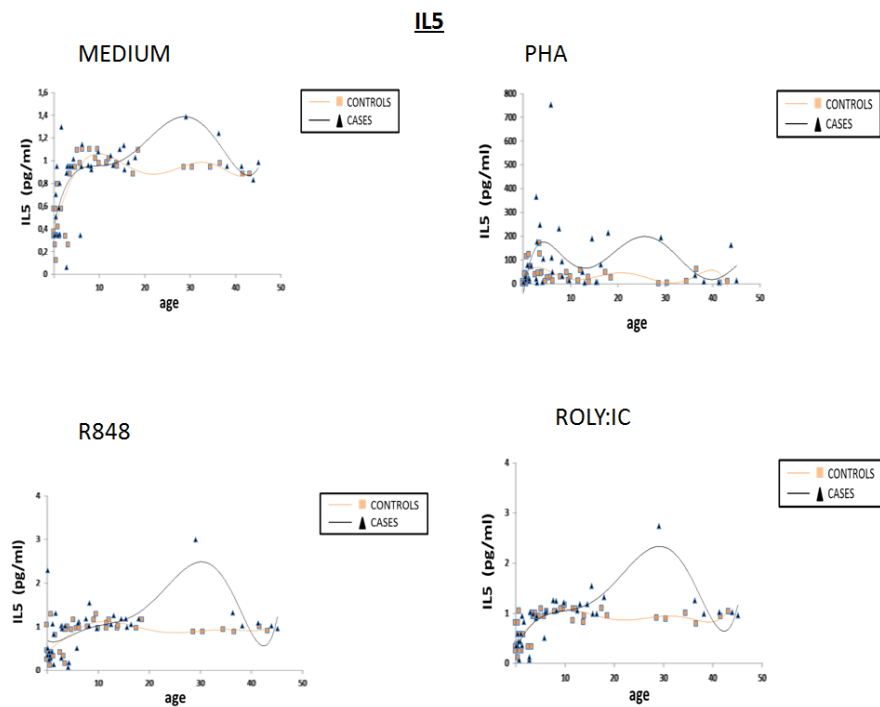 IL5
MEDIUM
IL5 (pg/ml)
1,6
1,4
1,2
1
0,8
0,6
0,4
0,2
0
0 10 20 30 40 50
age
CONTROLS
CASES
PHA
IL5 (pg/ml)
800
700
600
500
400
300
200
100
0
0 10 20 30 40 50
age
CONTROLS
CASES
R848
IL5 (pg/ml)
4
3
2
1
0
0 10 20 30 40 50
age
CONTROLS
CASES
ROLY:IC
IL5 (pg/ml)
4
3
2
1
0
0 10 20 30 40 50
age
CONTROLS
CASES